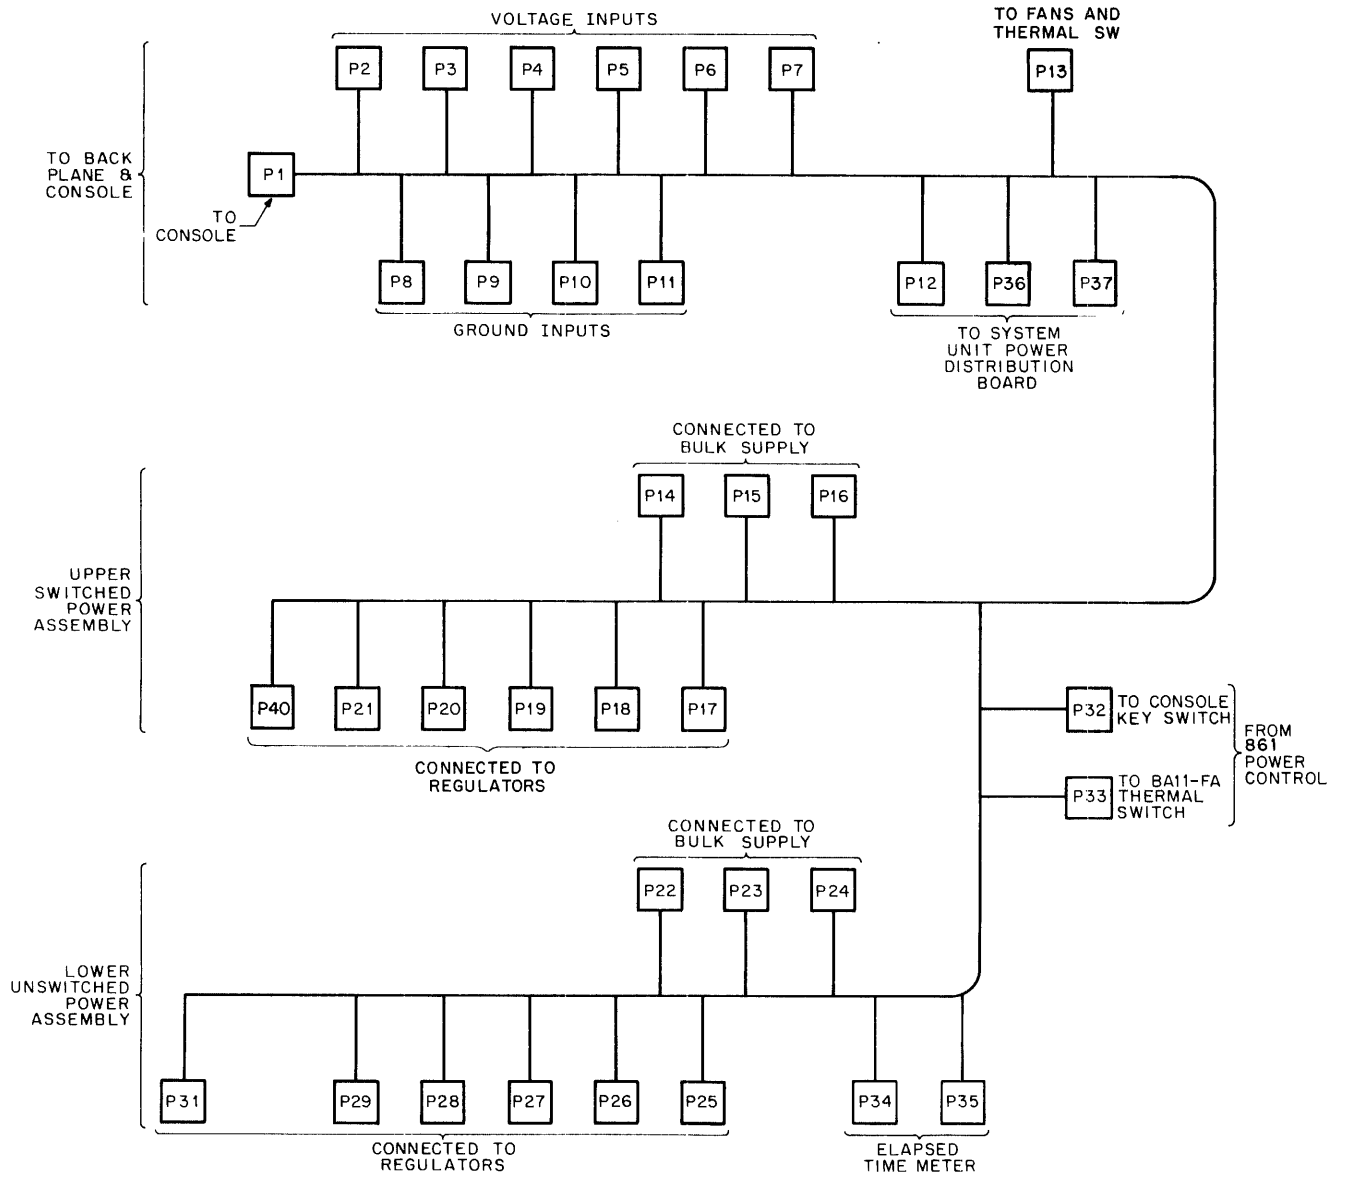 VOLTAGE INPUTS
TO FANS AND
THERMAL SW
P2 P3 P4 P5 P6 P7 P13
TO BACK
PLANE &
CONSOLE
P1
TO
CONSOLE
P8 P9 P10 P11 P12 P36 P37
GROUND INPUTS
TO SYSTEM
UNIT POWER
DISTRIBUTION
BOARD
CONNECTED TO
BULK SUPPLY
P14 P15 P16
UPPER
SWITCHED
POWER
ASSEMBLY
P40 P21 P20 P19 P18 P17
CONNECTED TO
REGULATORS
P32
TO CONSOLE
KEY SWITCH
P33
TO BA11-FA
THERMAL
SWITCH
FROM
861
POWER
CONTROL
CONNECTED TO
BULK SUPPLY
P22 P23 P24
LOWER
UNSWITCHED
POWER
ASSEMBLY
P31 P29 P28 P27 P26 P25 P34 P35
CONNECTED TO
REGULATORS
ELAPSED
TIME METER